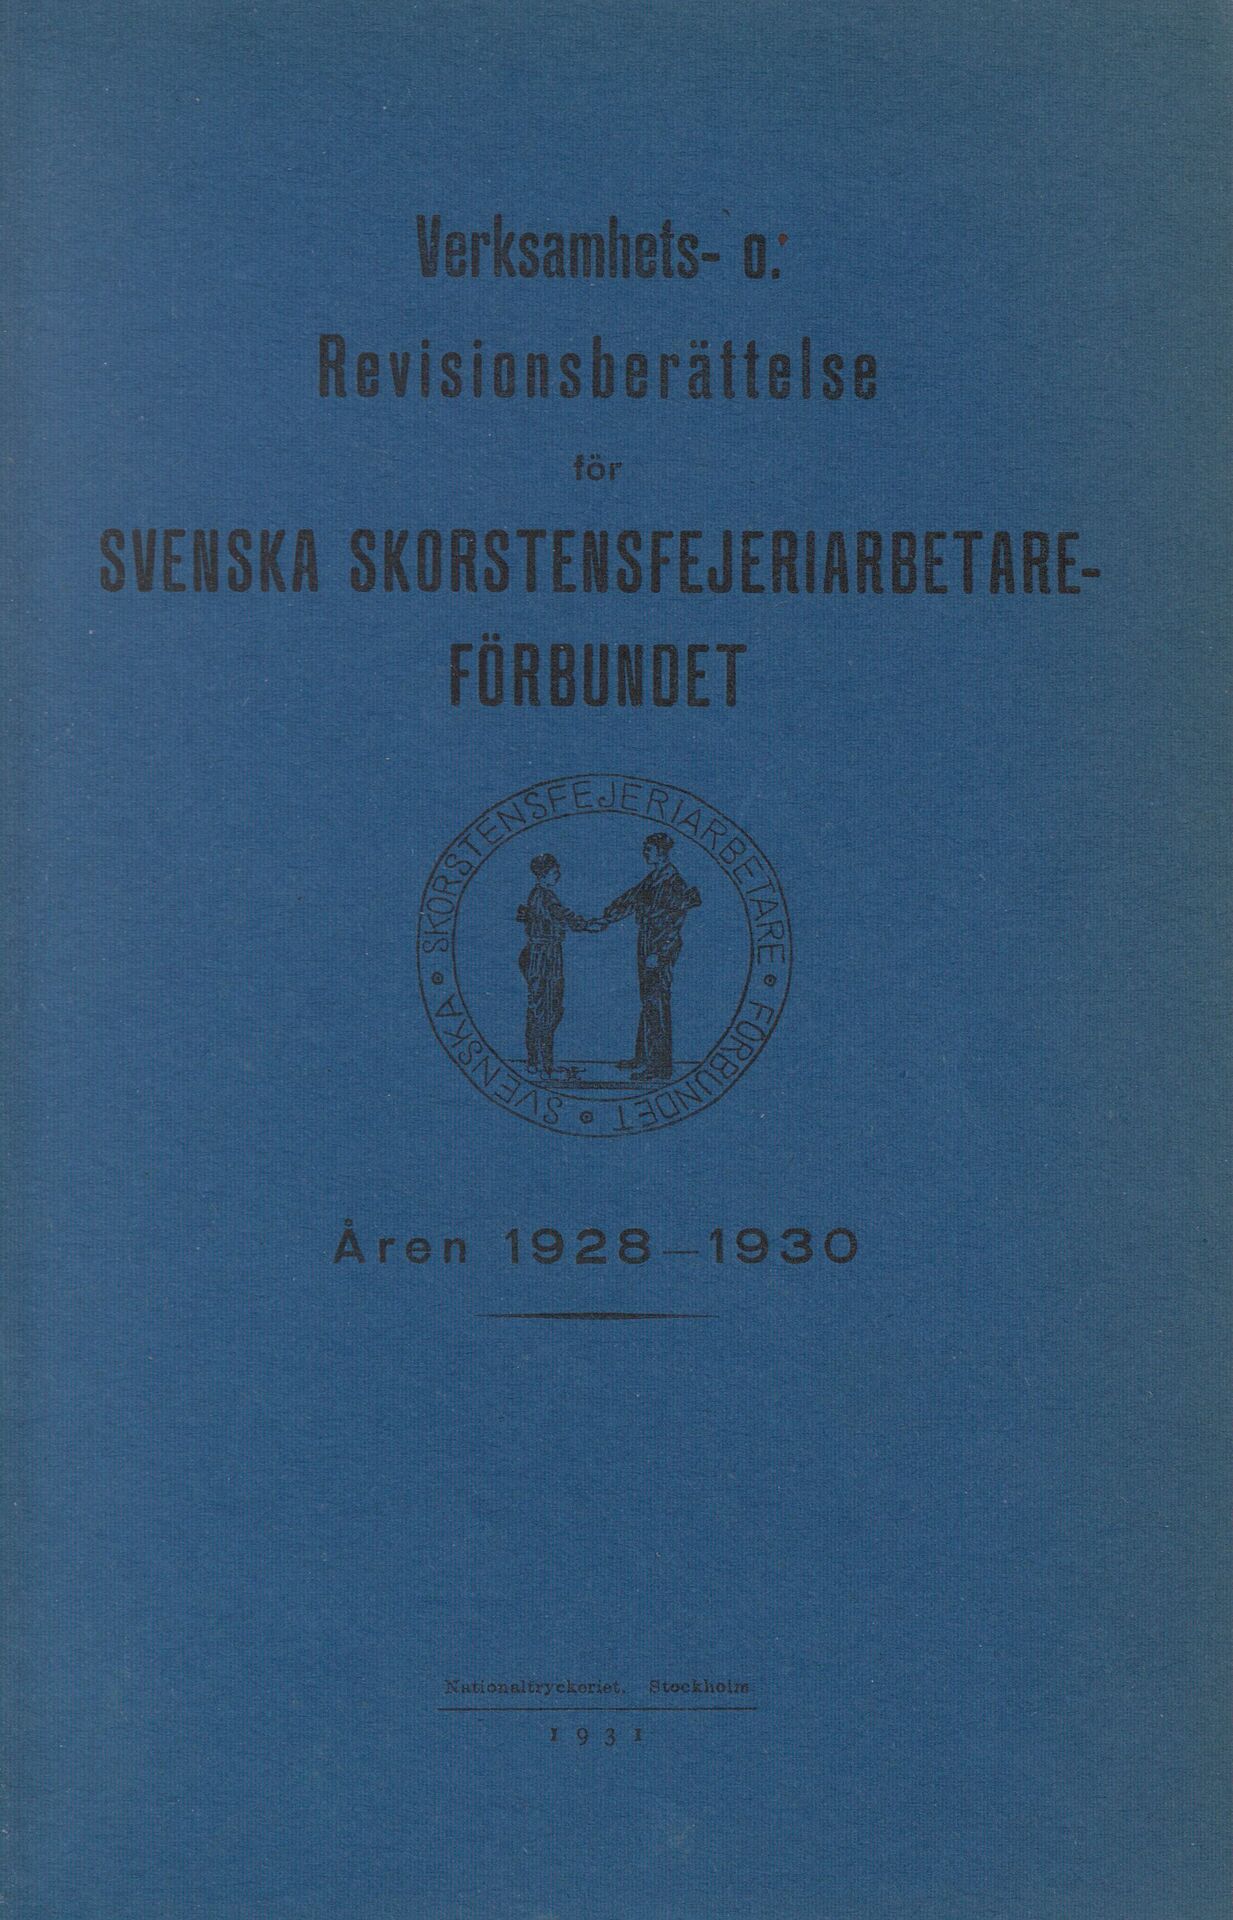 Verksamhets- o.
Revisionsberättelse
för
SVENSKA SKORSTENSFEJERIARBETARE-
FÖRBUNDET
SVENSKA • SKORSTENSFEJERIARBETARE • FÖRBUNDET •
Åren 1928—1930
Nationaltryckeriet, Stockholm
1931